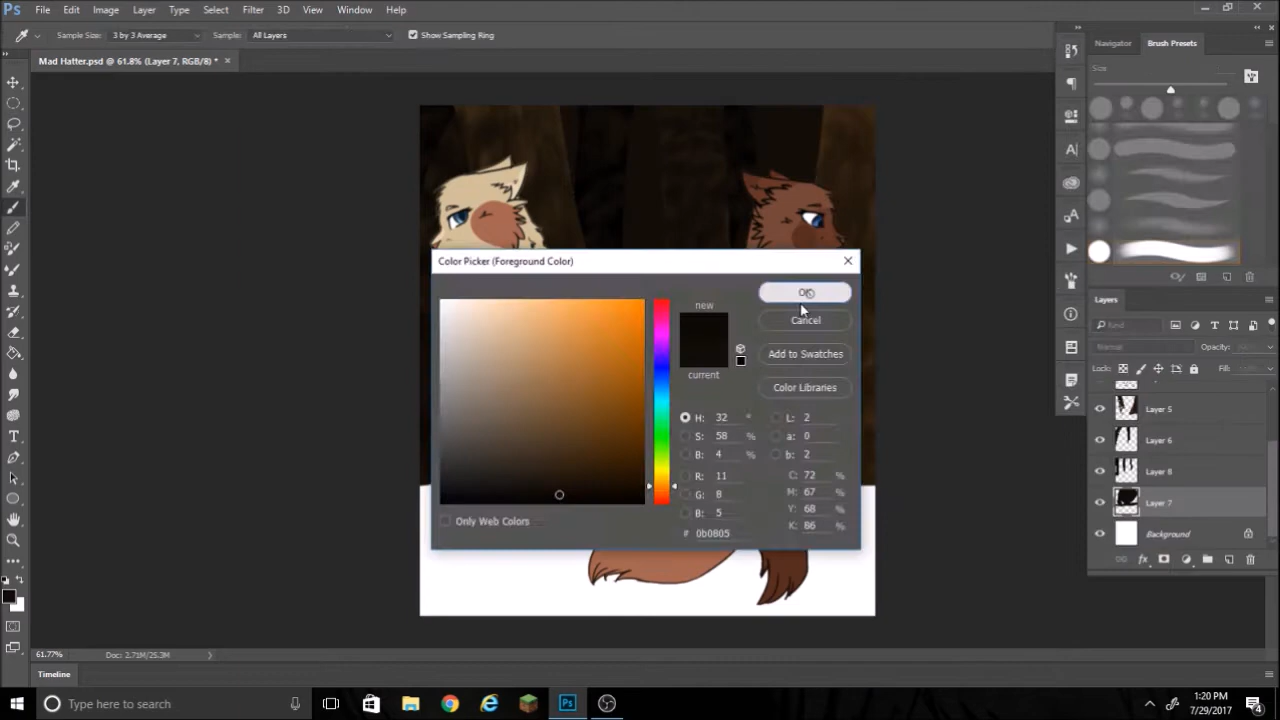 Ps File Edit Image Layer Type Select Filter 3D View Window Help
Sample Size: 3 by 3 Average Sample: All Layers Show Sampling Ring
Mad Hatter.psd @ 61.8% (Layer 7, RGB/8) * ×
Navigator Brush Presets
Size
Color Picker (Foreground Color)
new
current
OK
Cancel
Add to Swatches
Color Libraries
H: 32 °
S: 58 %
B: 4 %
R: 11
G: 8
B: 5
L: 2
a: 0
b: 2
C: 72 %
M: 67 %
Y: 68 %
K: 86 %
# 0b0805
Only Web Colors
Layers
Kind
Normal Opacity:
Lock: Fill:
Layer 5
Layer 6
Layer 8
Layer 7
Background
61.77% Doc: 2.71M/25.3M
Timeline
Type here to search
Ps
1:20 PM
7/29/2017
4